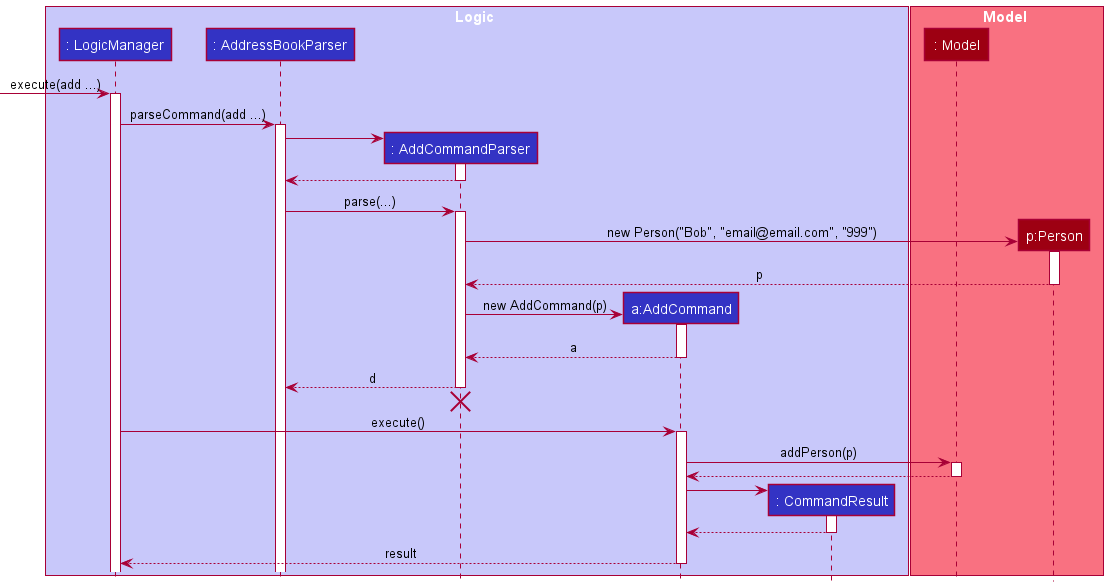 Logic
Model
: LogicManager
: AddressBookParser
: Model
execute(add ...)
parseCommand(add ...)
: AddCommandParser
parse(...)
new Person("Bob", "email@email.com", "999")
p:Person
p
new AddCommand(p)
a:AddCommand
a
d
execute()
addPerson(p)
: CommandResult
result